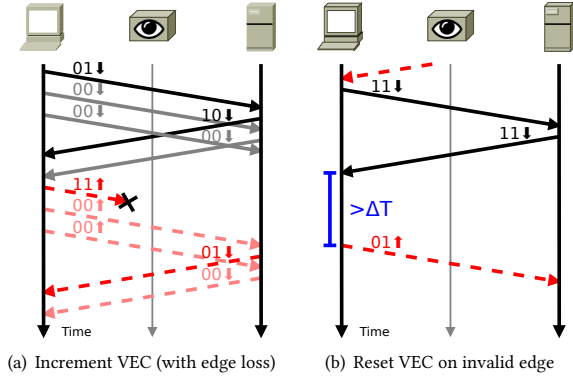 01⬇
00⬇
00⬇
10⬇
00⬇
11⬆
00⬆
00⬆
01⬇
00⬇
Time
(a) Increment VEC (with edge loss)
11⬇
11⬇
>ΔT
01⬆
Time
(b) Reset VEC on invalid edge